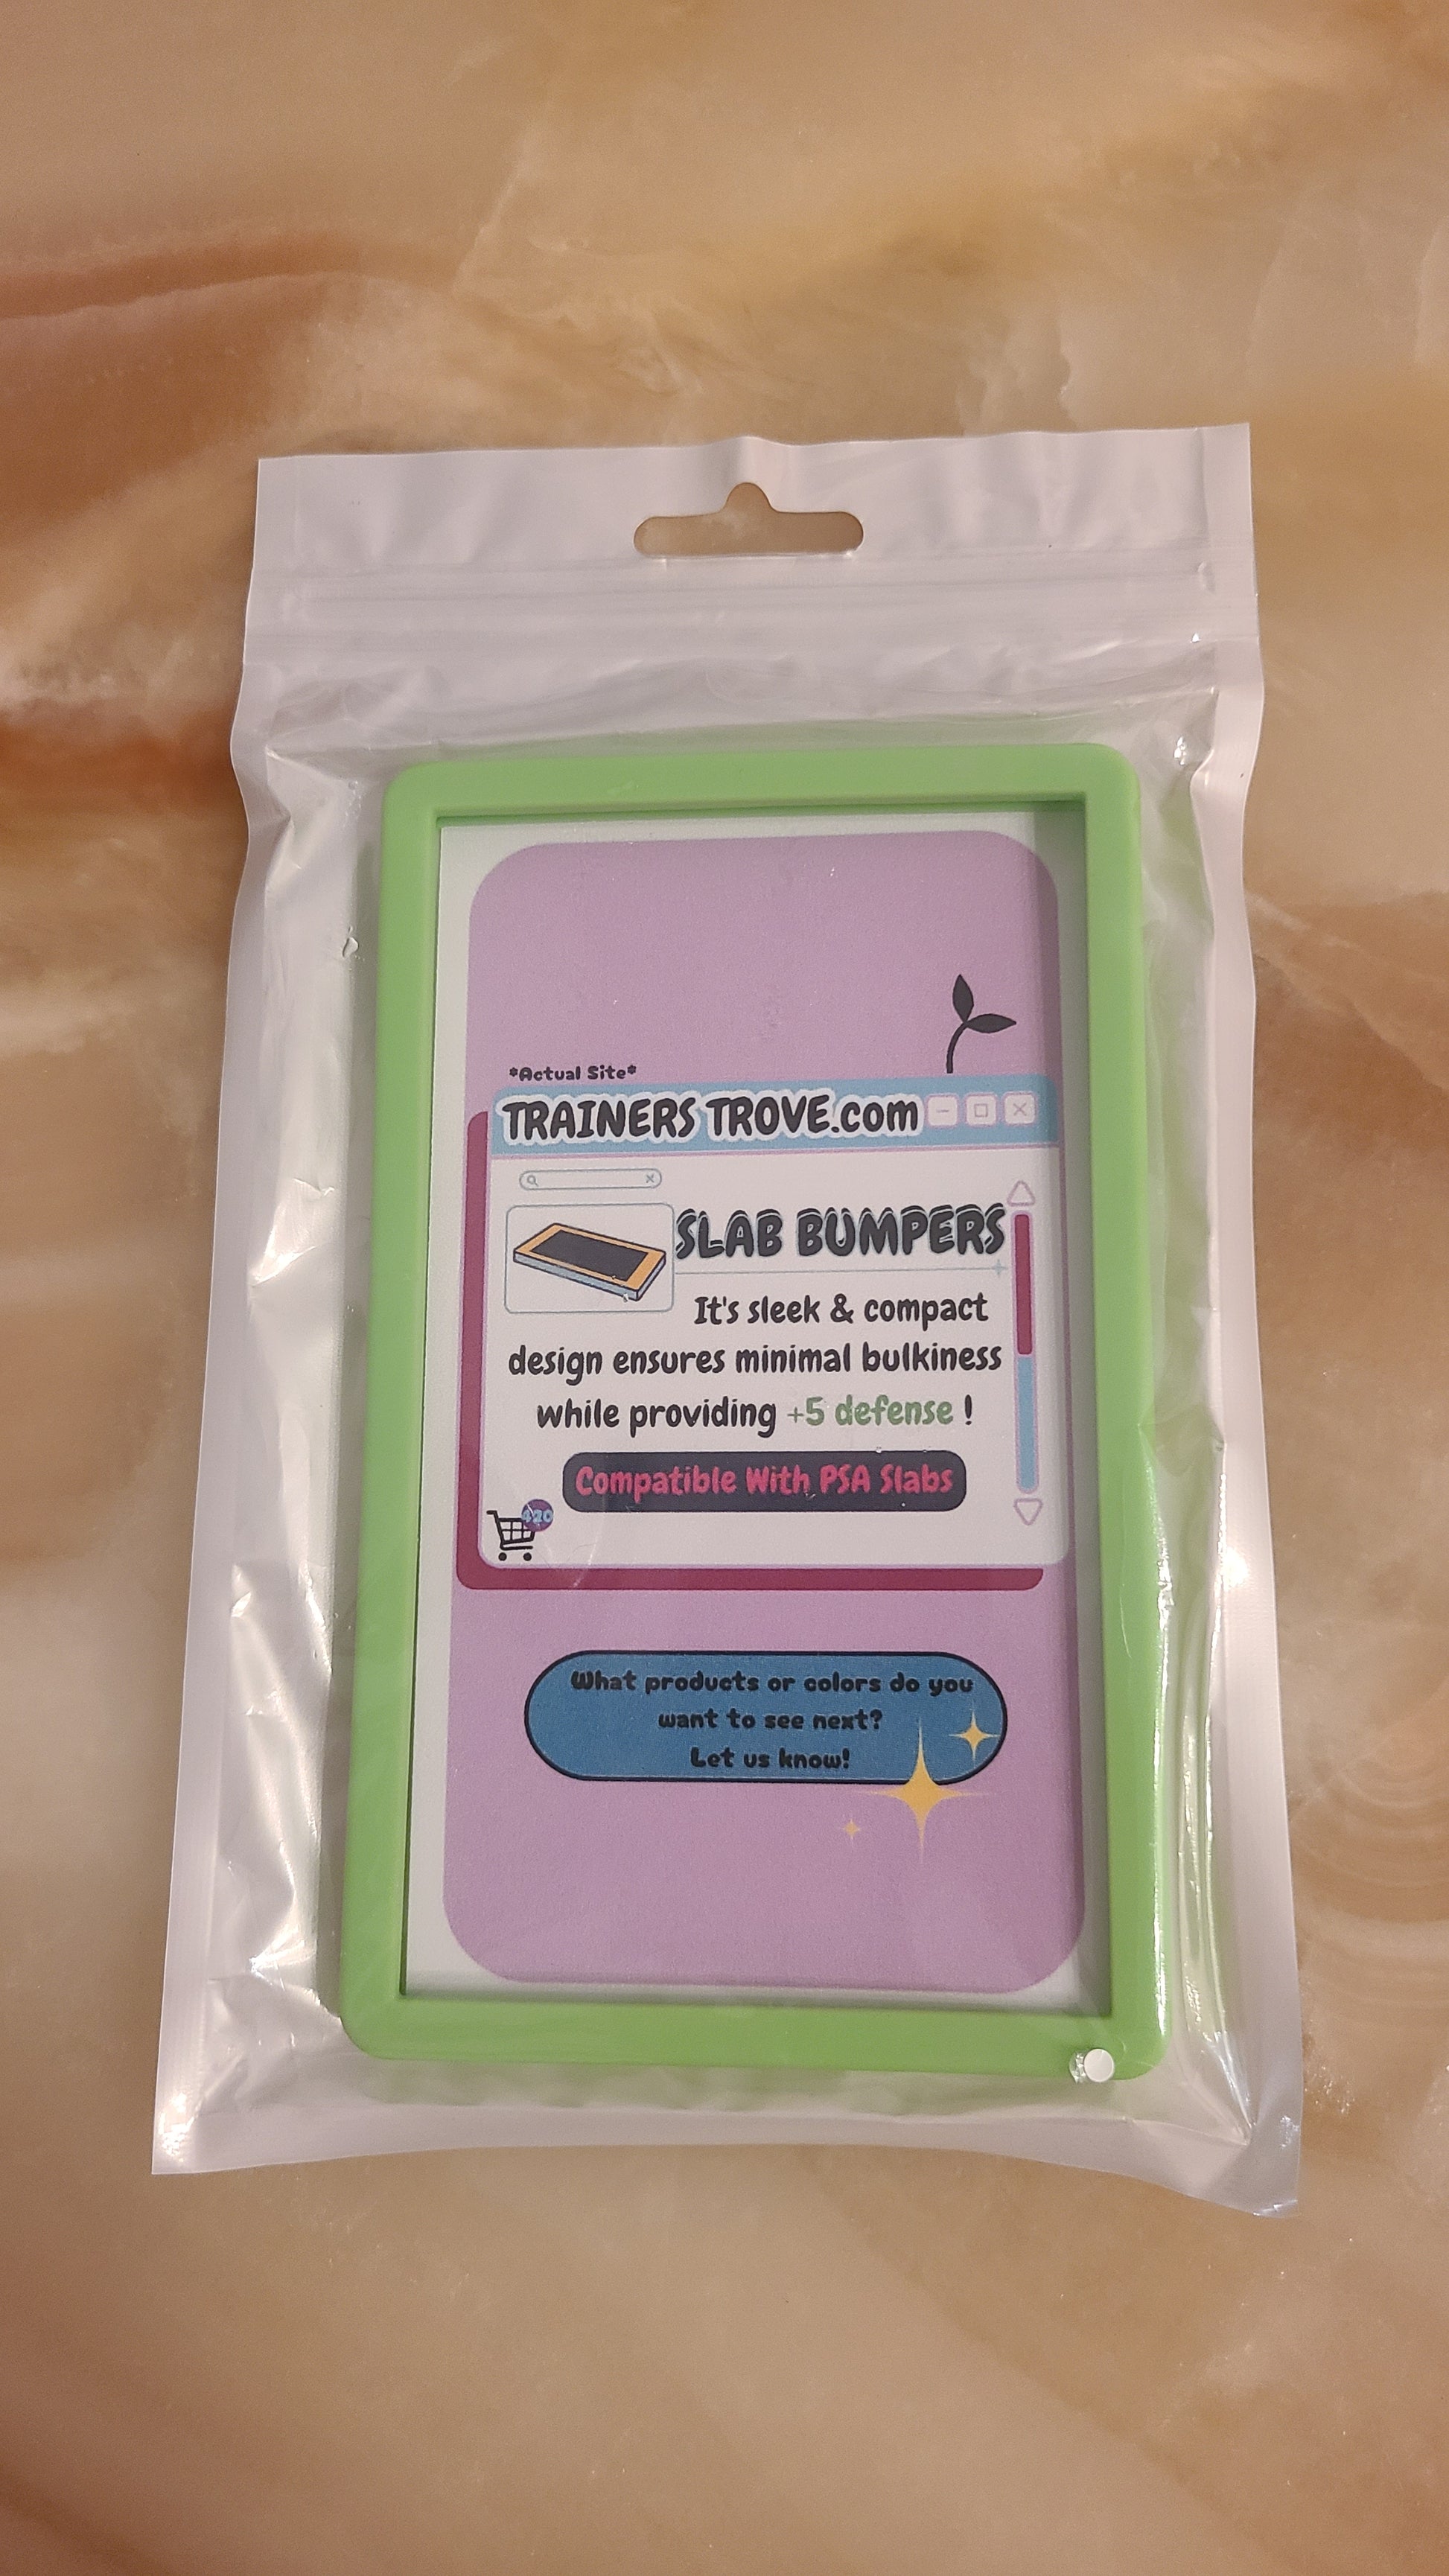 *Actual Site*
TRAINERS TROVE.com
SLAB BUMPERS
It's sleek & compact
design ensures minimal bulkiness
while providing +5 defense !
Compatible With PSA Slabs
420
What products or colors do you
want to see next?
Let us know!